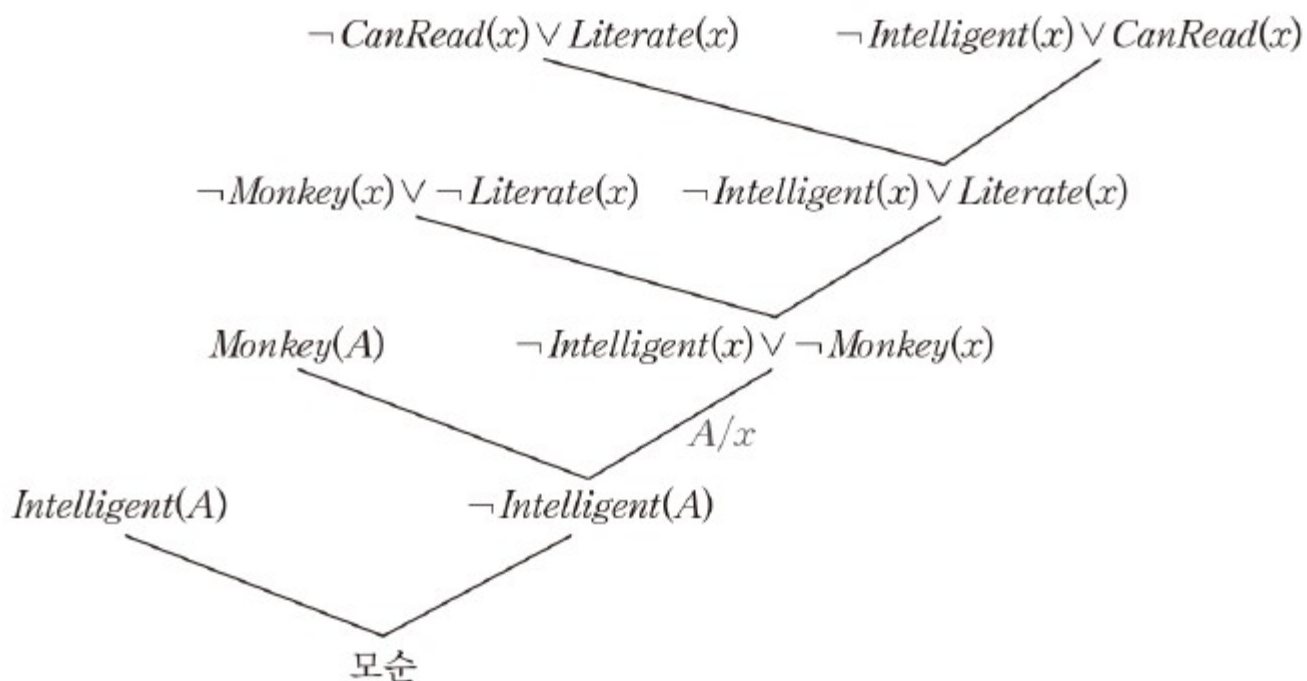 ¬CanRead(x)∨Literate(x) ¬Intelligent(x)∨CanRead(x)
¬Monkey(x)∨¬Literate(x) ¬Intelligent(x)∨Literate(x)
Monkey(A) ¬Intelligent(x)∨¬Monkey(x)
A/x
Intelligent(A) ¬Intelligent(A)
모순